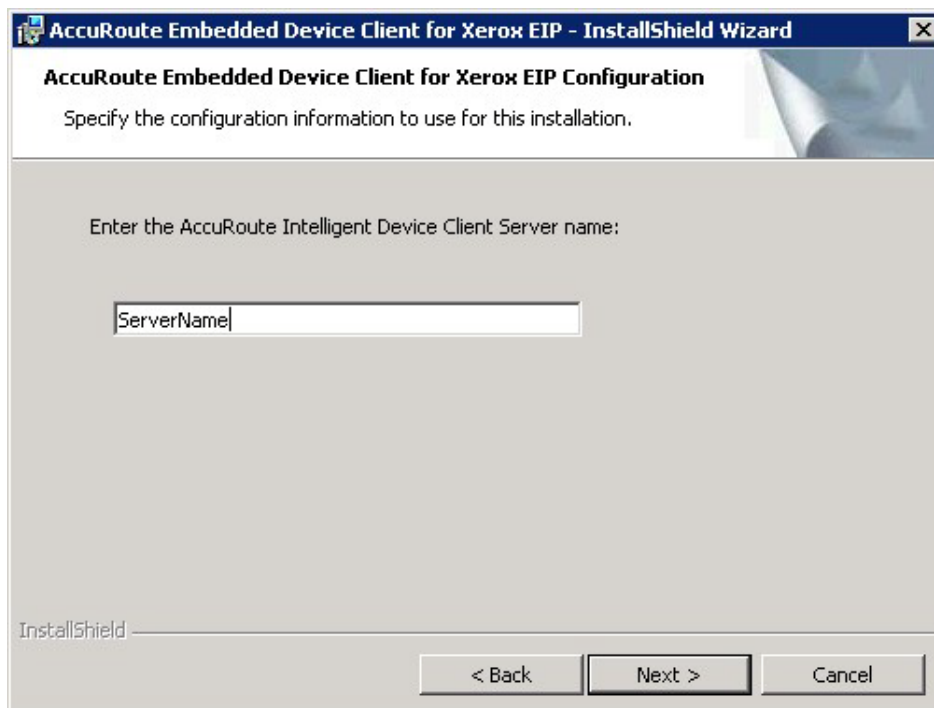 AccuRoute Embedded Device Client for Xerox EIP - InstallShield Wizard
AccuRoute Embedded Device Client for Xerox EIP Configuration
Specify the configuration information to use for this installation.
Enter the AccuRoute Intelligent Device Client Server name:
ServerName
InstallShield
< Back
Next >
Cancel